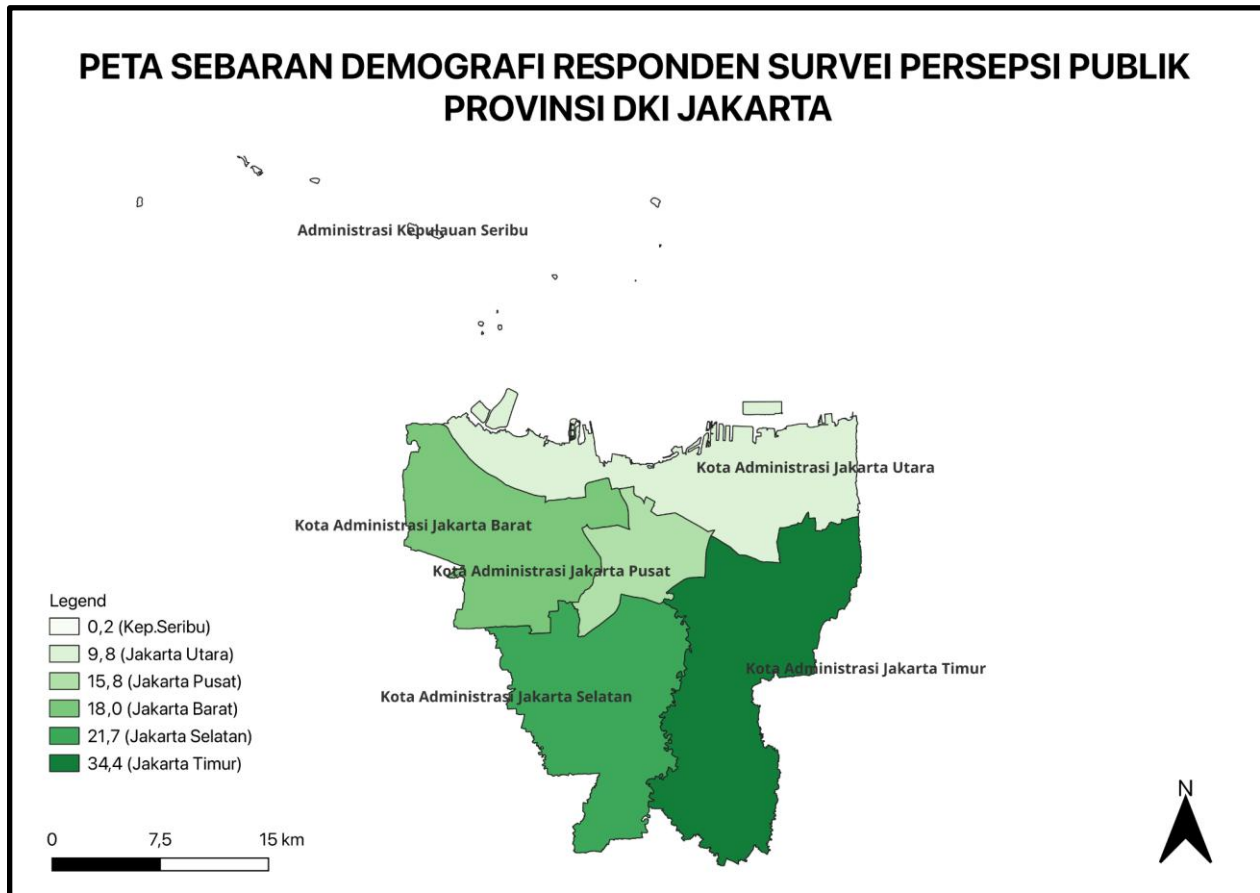 PETA SEBARAN DEMOGRAFI RESPONDEN SURVEI PERSEPSI PUBLIK
PROVINSI DKI JAKARTA
Administrasi Kepulauan Seribu
Kota Administrasi Jakarta Utara
Kota Administrasi Jakarta Barat
Kota Administrasi Jakarta Pusat
Kota Administrasi Jakarta Timur
Kota Administrasi Jakarta Selatan
Legend
0,2 (Kep.Seribu)
9,8 (Jakarta Utara)
15,8 (Jakarta Pusat)
18,0 (Jakarta Barat)
21,7 (Jakarta Selatan)
34,4 (Jakarta Timur)
0 7,5 15 km
N